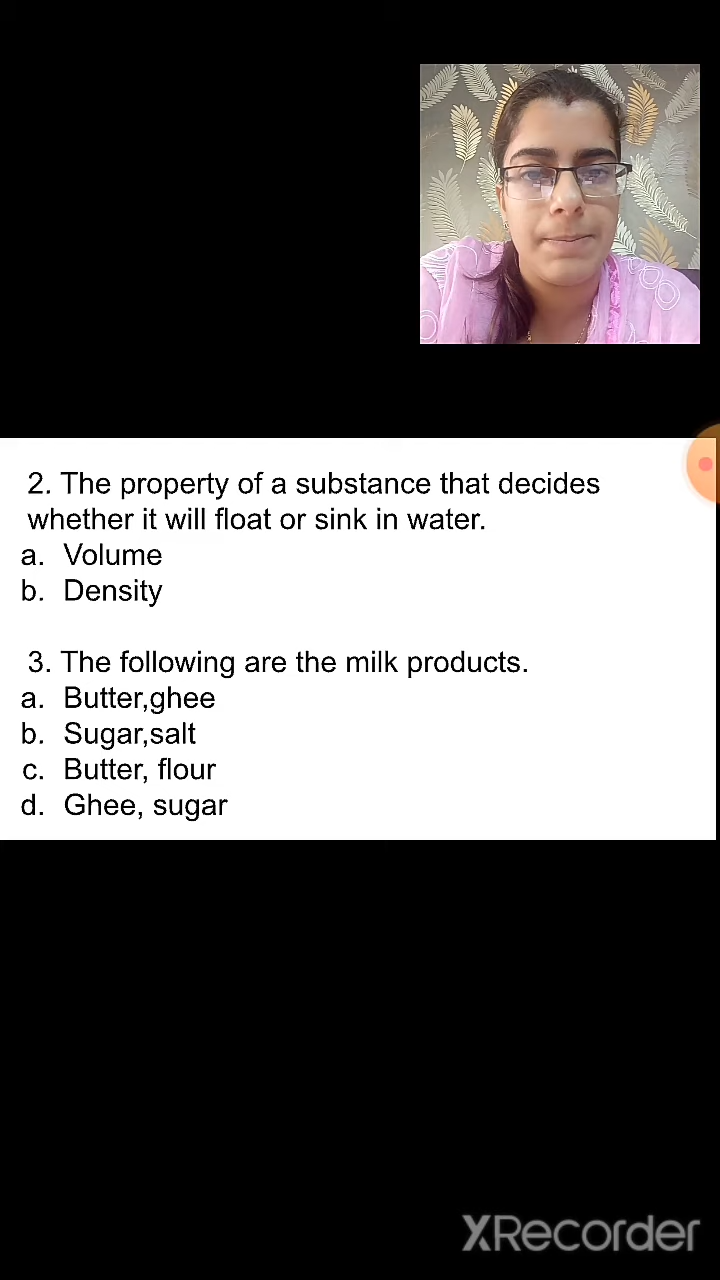 2. The property of a substance that decides
whether it will float or sink in water.
a. Volume
b. Density
3. The following are the milk products.
a. Butter,ghee
b. Sugar,salt
c. Butter, flour
d. Ghee, sugar
XRecorder